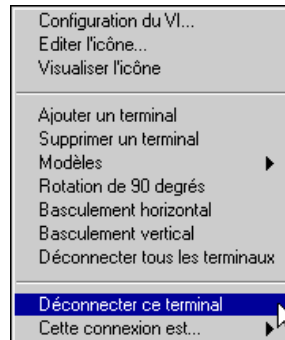 Configuration du VI...
Editer l'icône...
Visualiser l'icône
Ajouter un terminal
Supprimer un terminal
Modèles
Rotation de 90 degrés
Basculement horizontal
Basculement vertical
Déconnecter tous les terminaux
Déconnecter ce terminal
Cette connexion est...